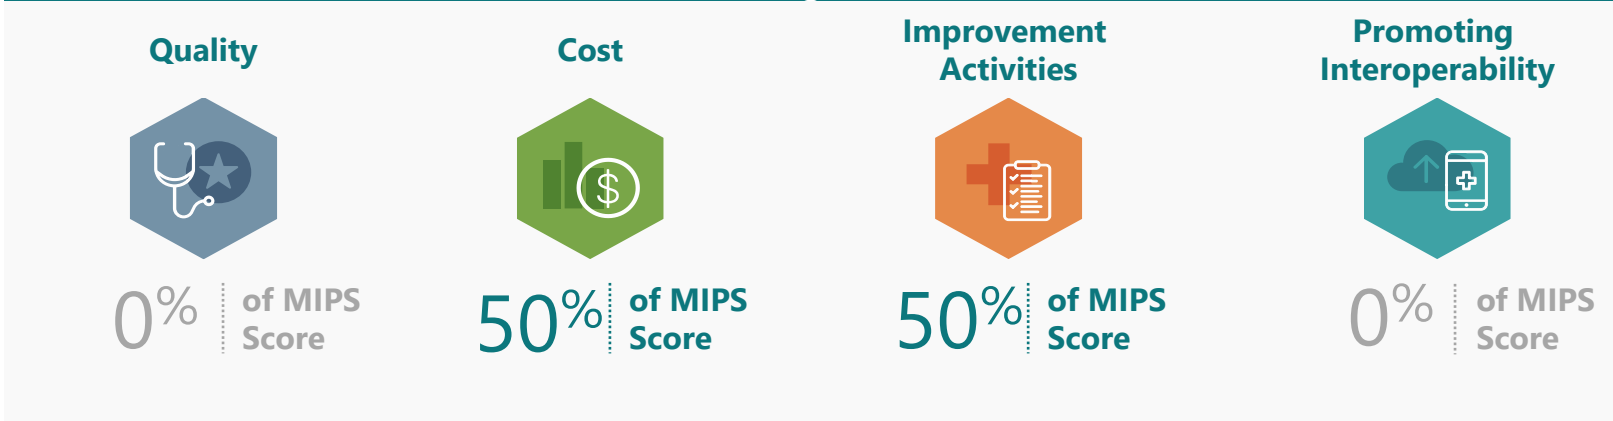 Quality
0%
of MIPS
Score
Cost
$
50%
of MIPS
Score
Improvement
Activities
50%
of MIPS
Score
Promoting
Interoperability
0%
of MIPS
Score